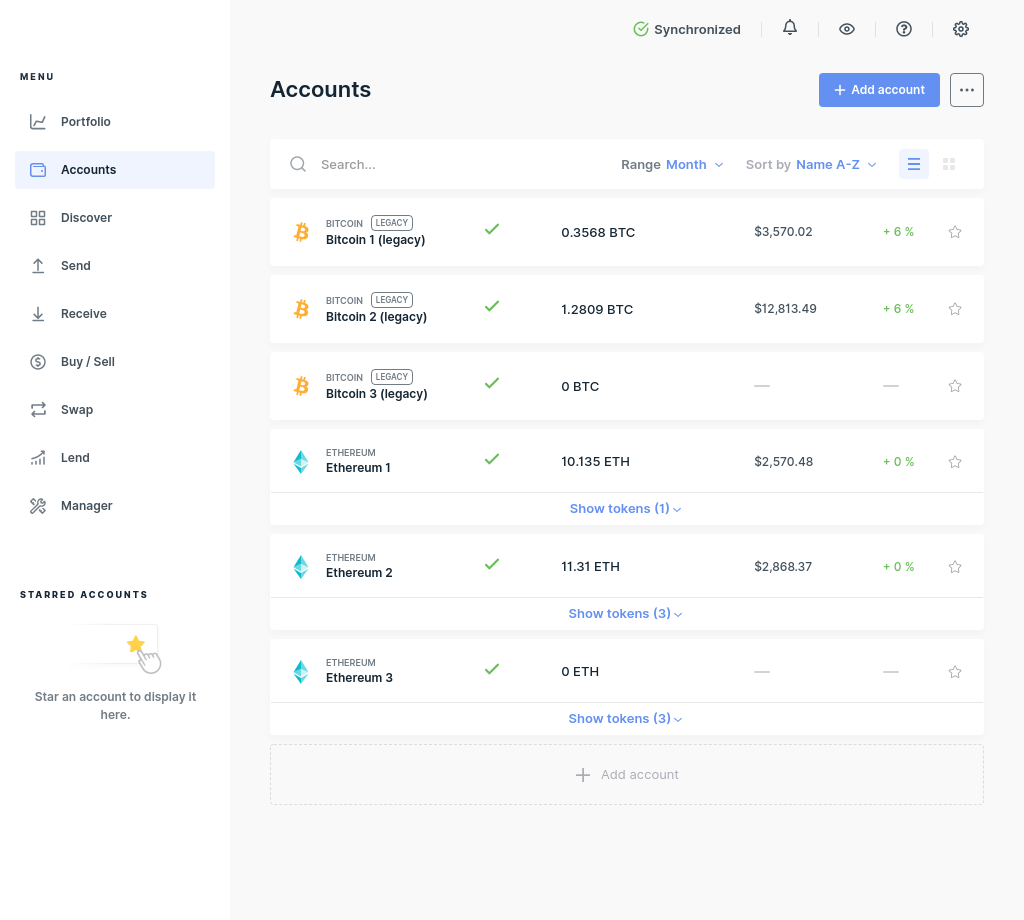 Synchronized
MENU
Portfolio
Accounts
Discover
Send
Receive
Buy / Sell
Swap
Lend
Manager
STARRED ACCOUNTS
Star an account to display it
here.
Accounts
Add account
Search...
Range Month
Sort by Name A-Z
BITCOIN LEGACY
Bitcoin 1 (legacy)
0.3568 BTC
$3,570.02
+ 6 %
BITCOIN LEGACY
Bitcoin 2 (legacy)
1.2809 BTC
$12,813.49
+ 6 %
BITCOIN LEGACY
Bitcoin 3 (legacy)
0 BTC
—
—
ETHEREUM
Ethereum 1
10.135 ETH
$2,570.48
+ 0 %
Show tokens (1)
ETHEREUM
Ethereum 2
11.31 ETH
$2,868.37
+ 0 %
Show tokens (3)
ETHEREUM
Ethereum 3
0 ETH
—
—
Show tokens (3)
Add account